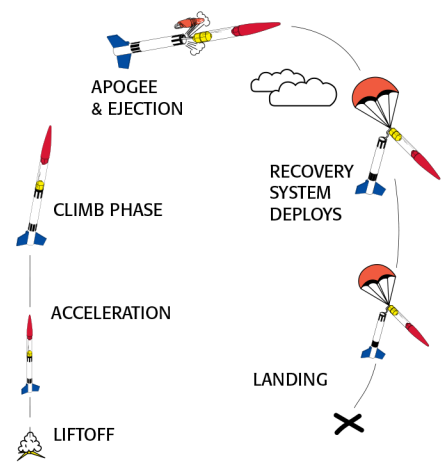 APOGEE
& EJECTION
RECOVERY
SYSTEM
DEPLOYS
CLIMB PHASE
ACCELERATION
LANDING
LIFTOFF